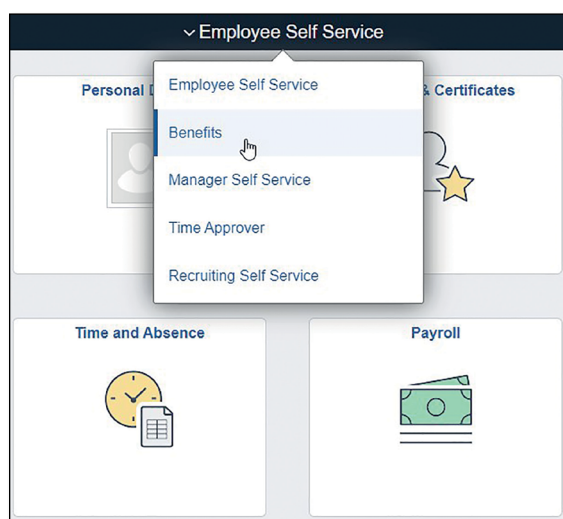 Employee Self Service
Personal D
Employee Self Service
& Certificates
Benefits
Manager Self Service
Time Approver
Recruiting Self Service
Time and Absence
Payroll